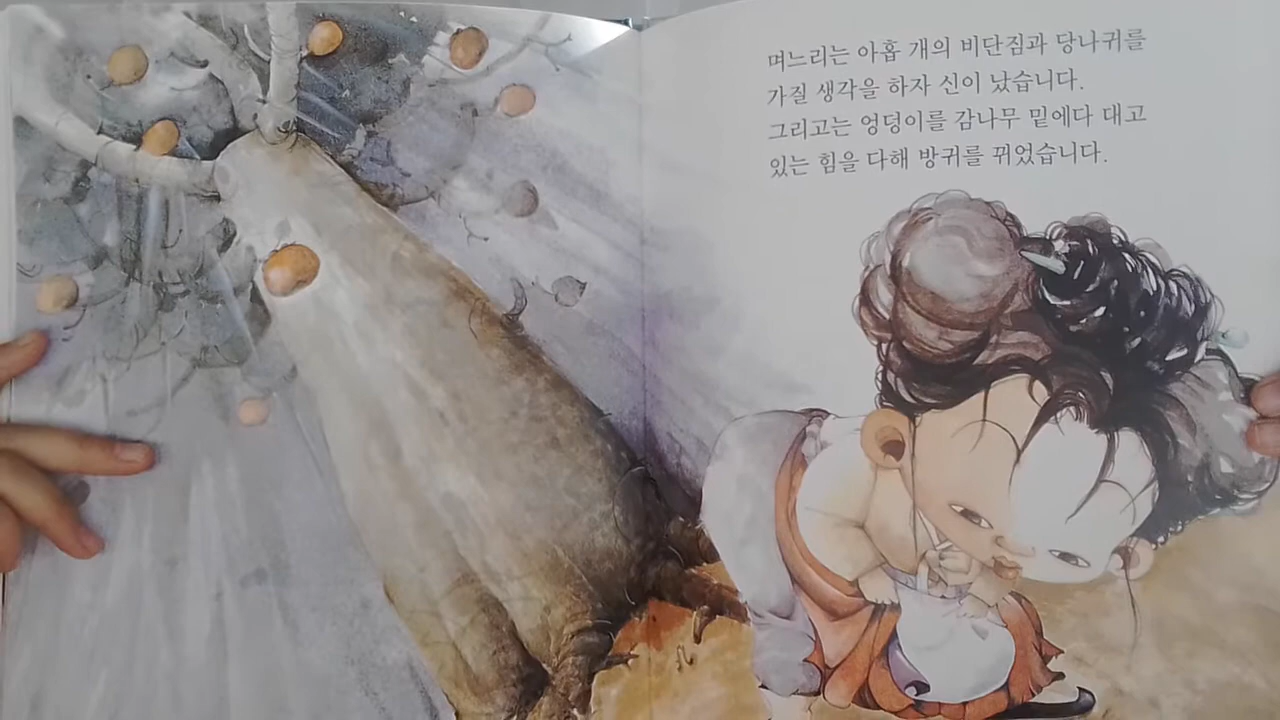 며느리는 아홉 개의 비단짐과 당나귀를
가질 생각을 하자 신이 났습니다.
그리고는 엉덩이를 감나무 밑에다 대고
있는 힘을 다해 방귀를 뀌었습니다.